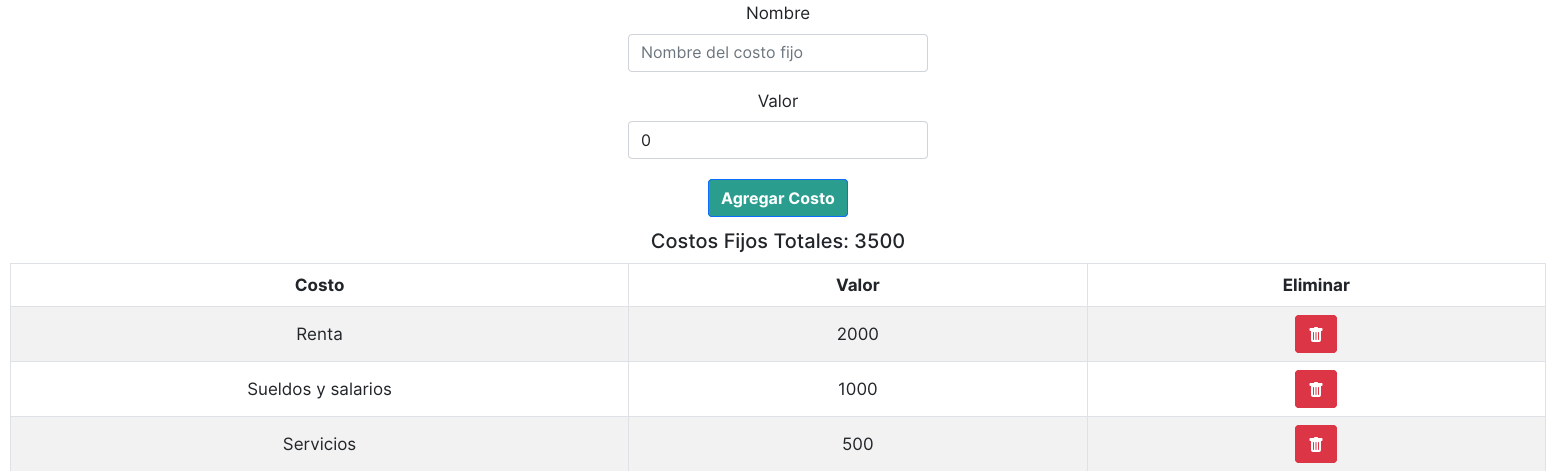 Nombre
Nombre del costo fijo
Valor
0
Agregar Costo
Costos Fijos Totales: 3500
Costo Valor Eliminar
Renta 2000
Sueldos y salarios 1000
Servicios 500